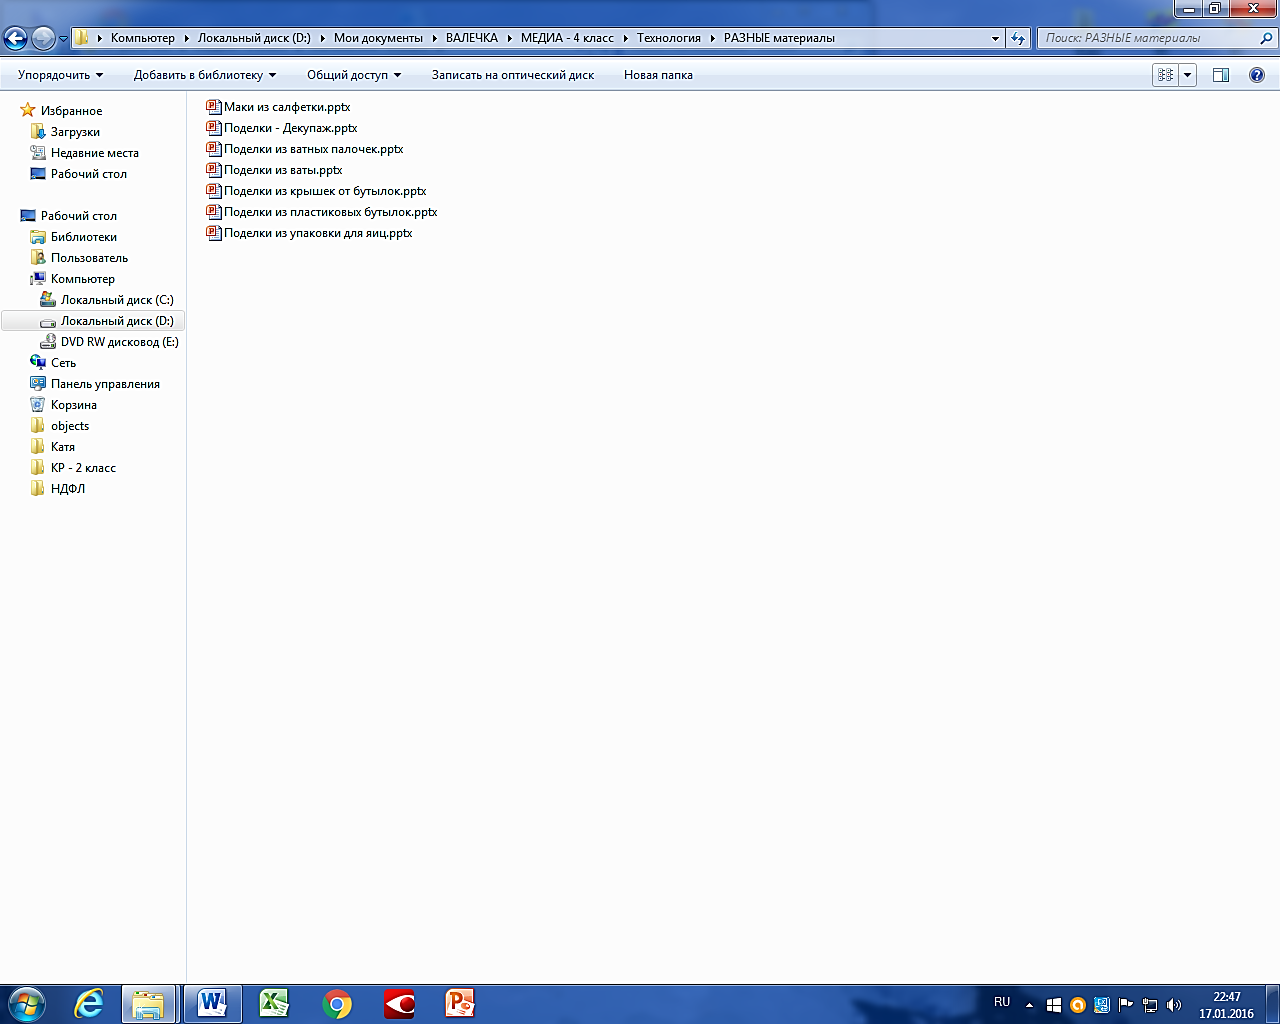 Компьютер Локальный диск (D:) Мои документы ВАЛЕЧКА МЕДИА - 4 класс Технология РАЗНЫЕ материалы
Поиск: РАЗНЫЕ материалы
Упорядочить Добавить в библиотеку Общий доступ Записать на оптический диск Новая папка
Избранное
Загрузки
Недавние места
Рабочий стол
Рабочий стол
Библиотеки
Пользователь
Компьютер
Локальный диск (C:)
Локальный диск (D:)
DVD RW дисковод (E:)
Сеть
Панель управления
Корзина
objects
Катя
КР - 2 класс
НДФЛ
Маки из салфетки.pptx
Поделки - Декупаж.pptx
Поделки из ватных палочек.pptx
Поделки из ваты.pptx
Поделки из крышек от бутылок.pptx
Поделки из пластиковых бутылок.pptx
Поделки из упаковки для яиц.pptx
RU
22:47
17.01.2016